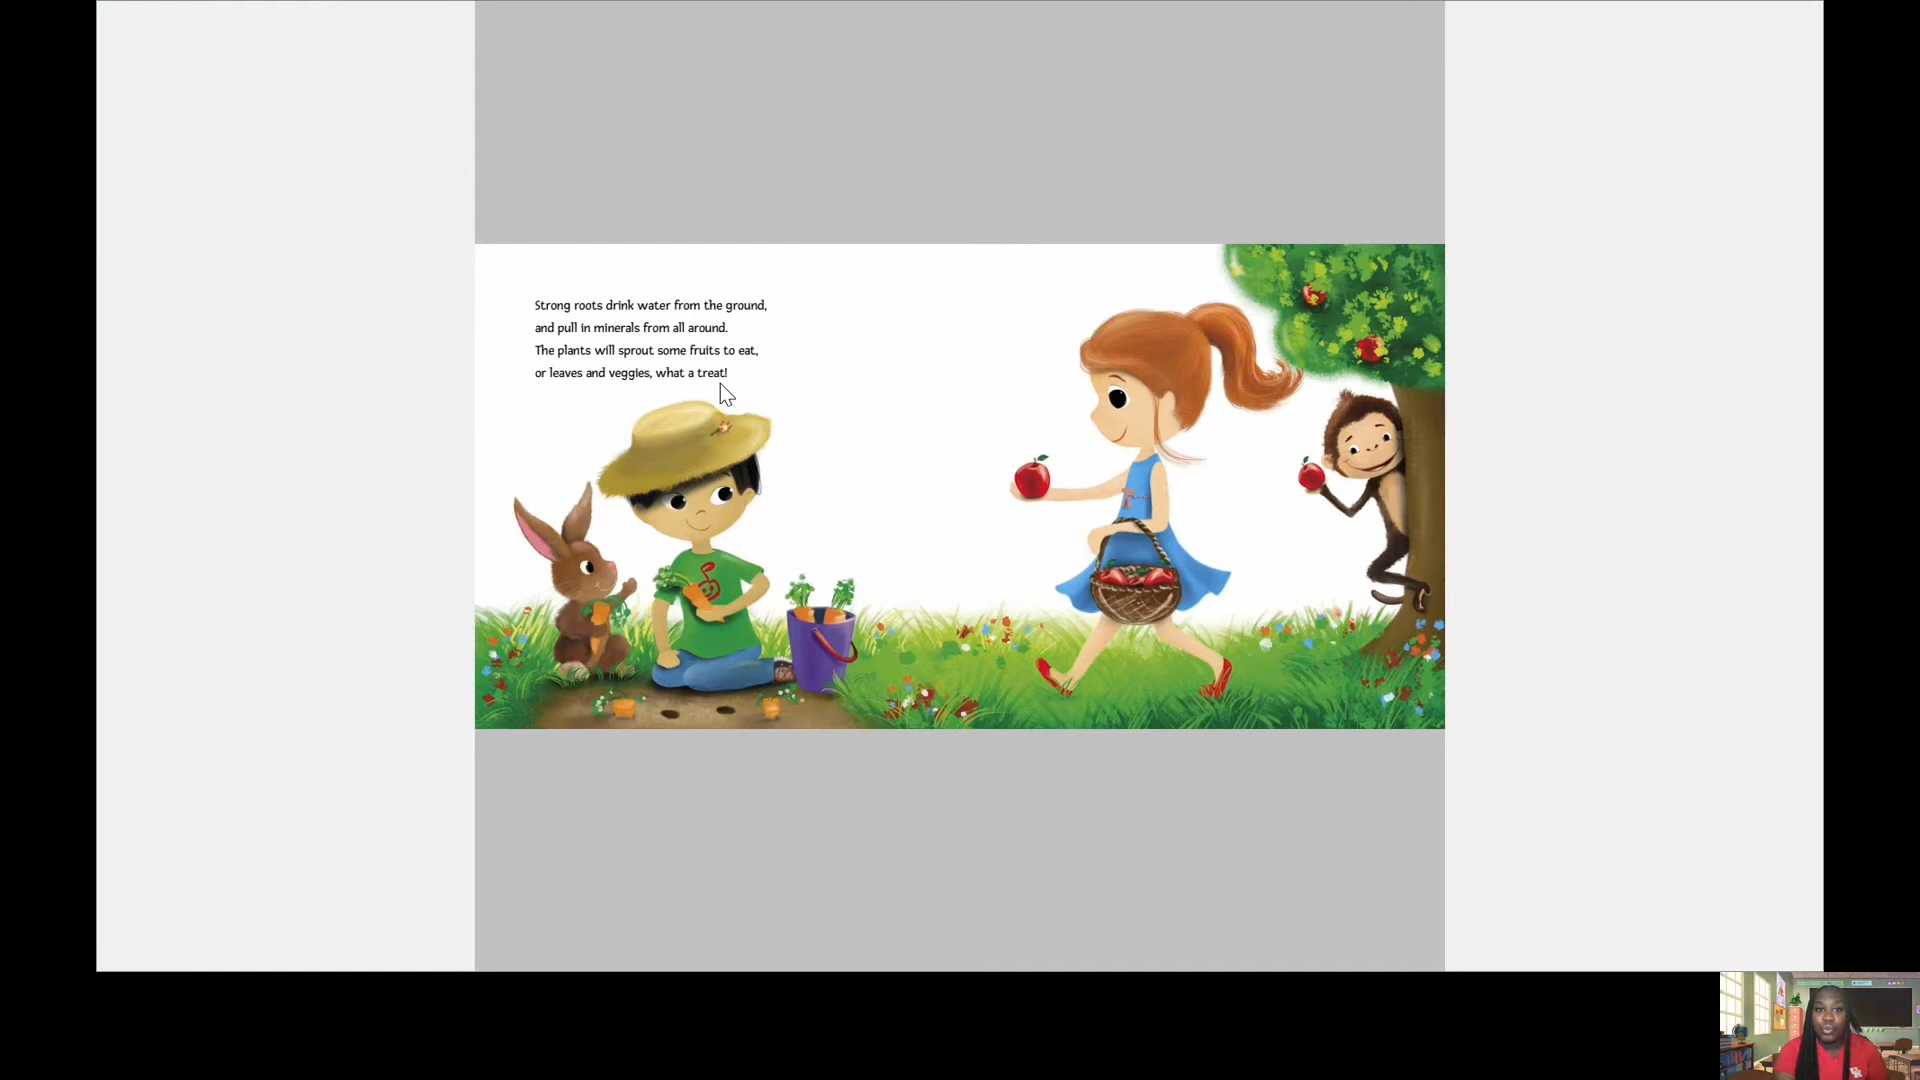 Strong roots drink water from the ground,
and pull in minerals from all around.
The plants will sprout some fruits to eat,
or leaves and veggies, what a treat!